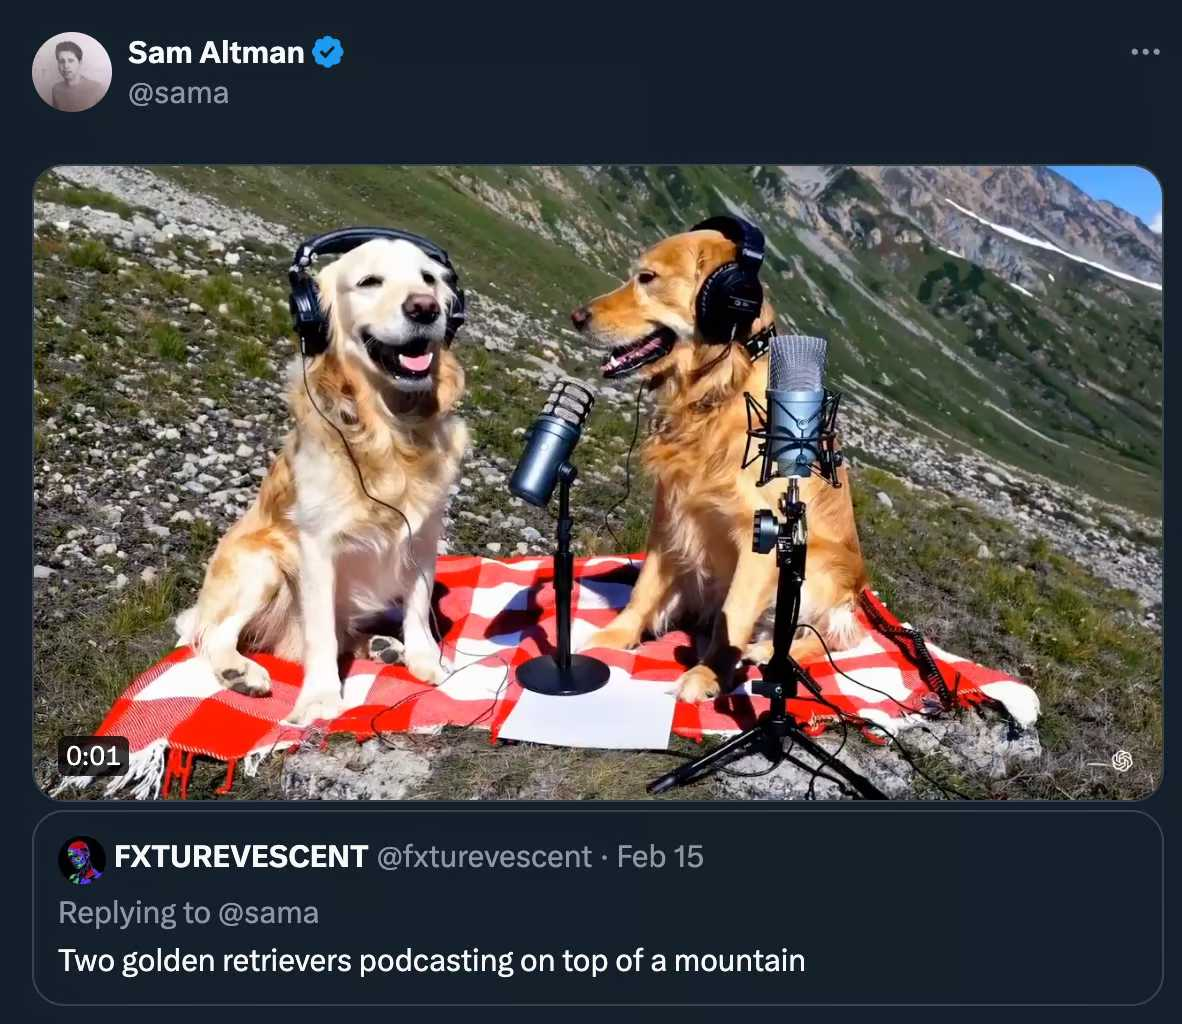 Sam Altman
@sama
0:01
FXTUREVESCENT @fxturevescent · Feb 15
Replying to @sama
Two golden retrievers podcasting on top of a mountain